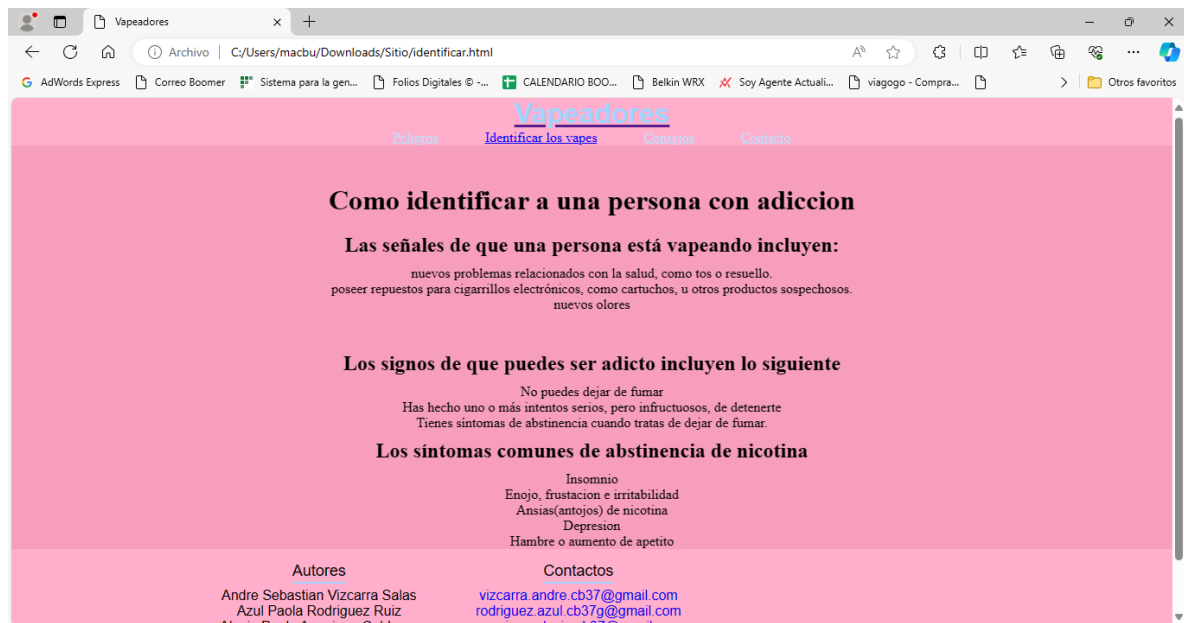 Vapeadores
Archivo C:/Users/macbu/Downloads/Sitio/identificar.html
AdWords Express Correo Boomer Sistema para la gen... Folios Digitales © -... CALENDARIO BOO... Belkin WRX Soy Agente Actuali... viagogo - Compra... Otros favoritos
Vapeadores
Peligros Identificar los vapes Consejos Contacto
Como identificar a una persona con adiccion
Las señales de que una persona está vapeando incluyen:
nuevos problemas relacionados con la salud, como tos o resuello.
poseer repuestos para cigarrillos electrónicos, como cartuchos, u otros productos sospechosos.
nuevos olores
Los signos de que puedes ser adicto incluyen lo siguiente
No puedes dejar de fumar
Has hecho uno o más intentos serios, pero infructuosos, de detenerte
Tienes síntomas de abstinencia cuando tratas de dejar de fumar.
Los síntomas comunes de abstinencia de nicotina
Insomnio
Enojo, frustacion e irritabilidad
Ansias(antojos) de nicotina
Depresion
Hambre o aumento de apetito
Autores Contactos
Andre Sebastian Vizcarra Salas vizcarra.andre.cb37@gmail.com
Azul Paola Rodriguez Ruiz rodriguez.azul.cb37g@gmail.com